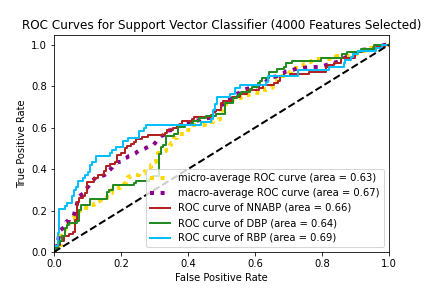 ROC Curves for Support Vector Classifier (4000 Features Selected)
True Positive Rate
1.0
0.8
0.6
0.4
0.2
0.0
micro-average ROC curve (area = 0.63)
macro-average ROC curve (area = 0.67)
ROC curve of NNABP (area = 0.66)
ROC curve of DBP (area = 0.64)
ROC curve of RBP (area = 0.69)
0.0 0.2 0.4 0.6 0.8 1.0
False Positive Rate